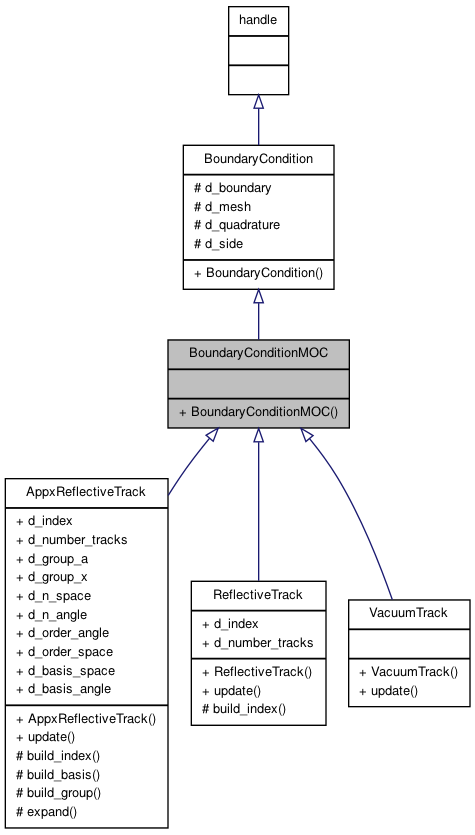 handle
BoundaryCondition
# d_boundary
# d_mesh
# d_quadrature
# d_side
+ BoundaryCondition()
BoundaryConditionMOC
+ BoundaryConditionMOC()
AppxReflectiveTrack
+ d_index
+ d_number_tracks
+ d_group_a
+ d_group_x
+ d_n_space
+ d_n_angle
+ d_order_angle
+ d_order_space
+ d_basis_space
+ d_basis_angle
+ AppxReflectiveTrack()
+ update()
# build_index()
# build_basis()
# build_group()
# expand()
ReflectiveTrack
+ d_index
+ d_number_tracks
+ ReflectiveTrack()
+ update()
# build_index()
VacuumTrack
+ VacuumTrack()
+ update()